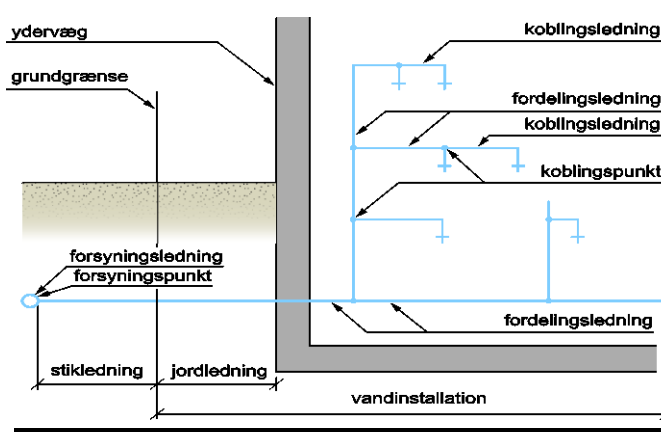 ydervæg
koblingsledning
grundgrænse
fordelingsledning
koblingsledning
koblingspunkt
forsyningsledning
forsyningspunkt
fordelingsledning
stikledning
jordledning
vandinstallation